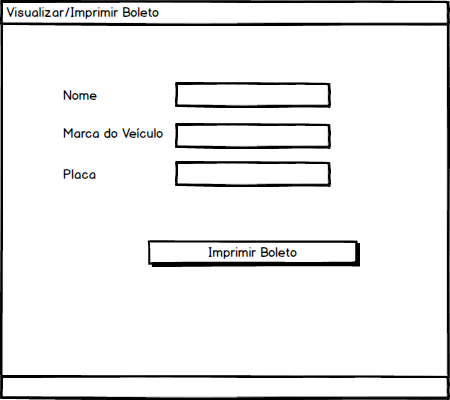 Visualizar/Imprimir Boleto
Nome
Marca do Veículo
Placa
Imprimir Boleto